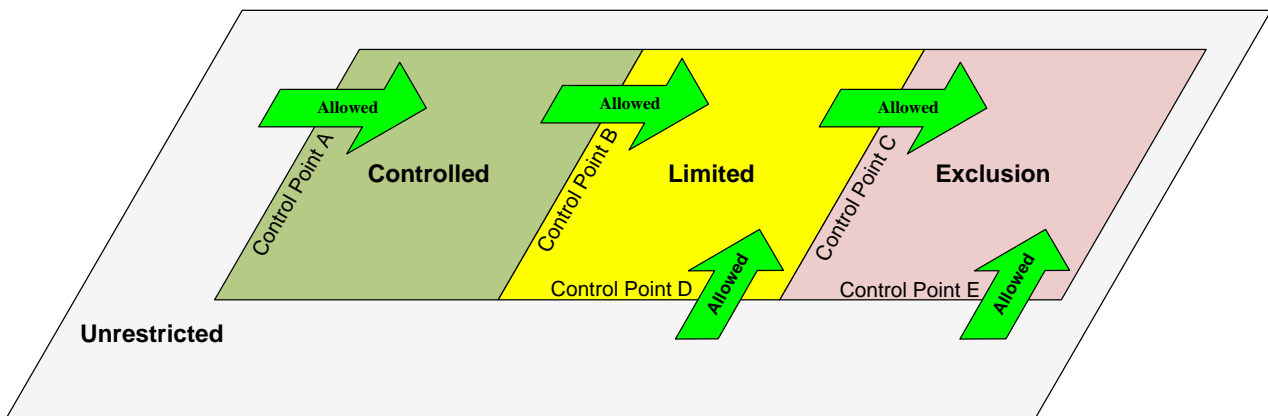 Allowed
Allowed
Allowed
Control Point A
Control Point B
Control Point C
Controlled
Limited
Exclusion
Allowed
Allowed
Control Point D
Control Point E
Unrestricted